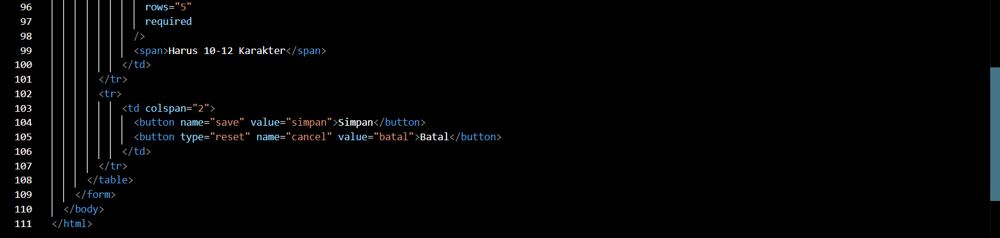 96 rows="5"
97 required
98 />
99 <span>Harus 10-12 Karakter</span>
100 </td>
101 </tr>
102 <tr>
103 <td colspan="2">
104 <button name="save" value="simpan">Simpan</button>
105 <button type="reset" name="cancel" value="batal">Batal</button>
106 </td>
107 </tr>
108 </table>
109 </form>
110 </body>
111 </html>